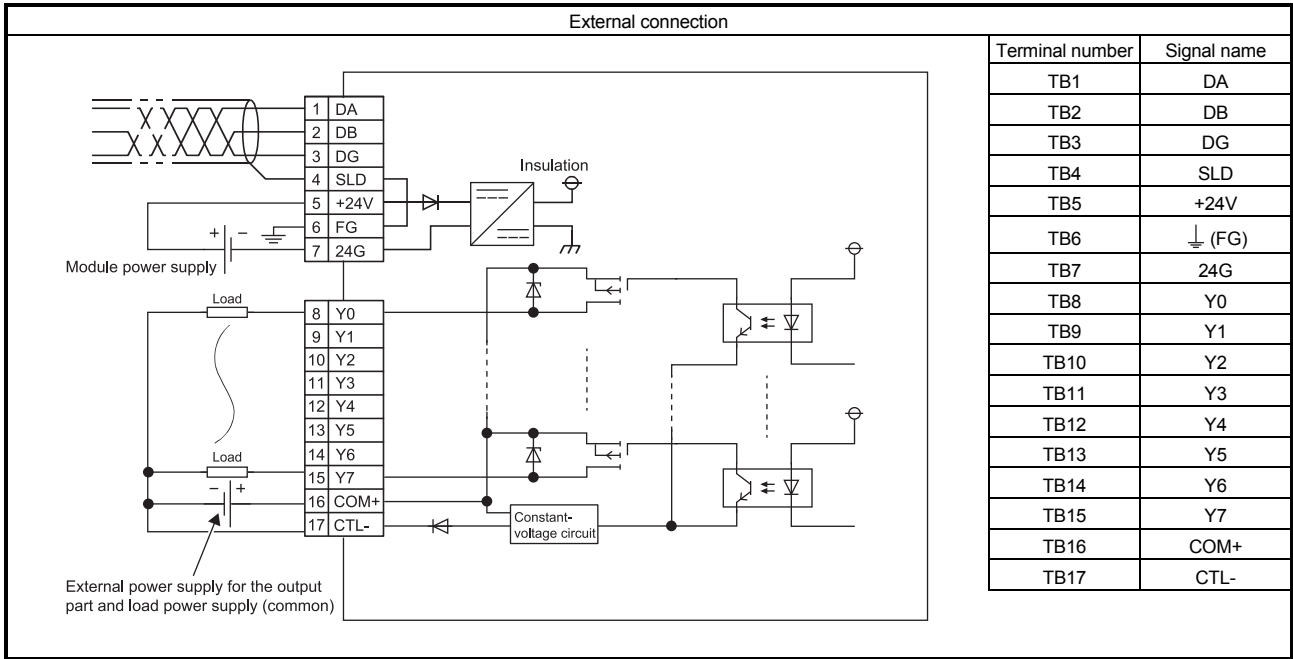 External connection
Terminal number Signal name
TB1 DA
TB2 DB
TB3 DG
TB4 SLD
TB5 +24V
TB6 (FG)
TB7 24G
TB8 Y0
TB9 Y1
TB10 Y2
TB11 Y3
TB12 Y4
TB13 Y5
TB14 Y6
TB15 Y7
TB16 COM+
TB17 CTL-
1 DA
2 DB
3 DG
4 SLD
5 +24V
6 FG
7 24G
Insulation
+ –
Module power supply
Load
8 Y0
9 Y1
10 Y2
11 Y3
12 Y4
13 Y5
14 Y6
15 Y7
16 COM+
17 CTL-
Load
– +
Constant-
voltage circuit
External power supply for the output
part and load power supply (common)